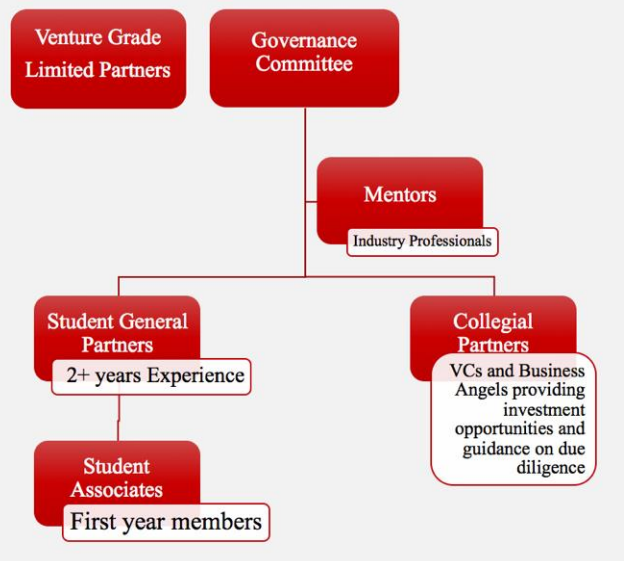 Venture Grade
Limited Partners
Governance
Committee
Mentors
Industry Professionals
Student General
Partners
2+ years Experience
Collegial
Partners
VCs and Business
Angels providing
investment
opportunities and
guidance on due
diligence
Student
Associates
First year members